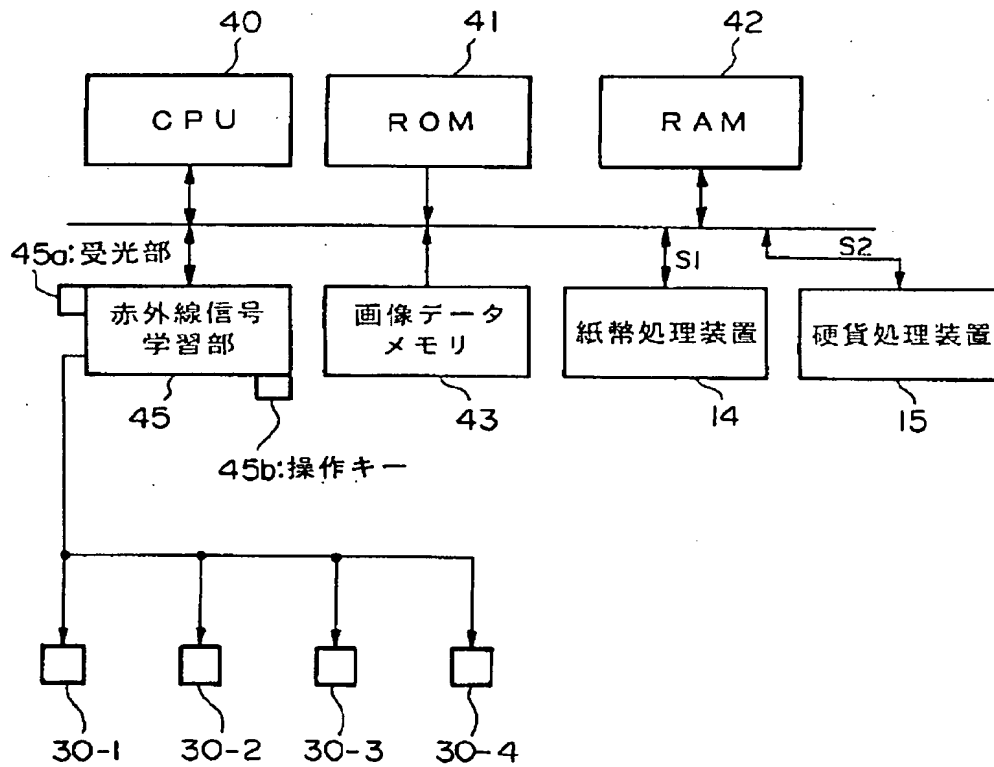 40
41
42
CPU
ROM
RAM
45a:受光部
S1
S2
赤外線信号
学習部
画像データ
メモリ
紙幣処理装置
硬貨処理装置
45
43
14
15
45b:操作キー
30-1
30-2
30-3
30-4